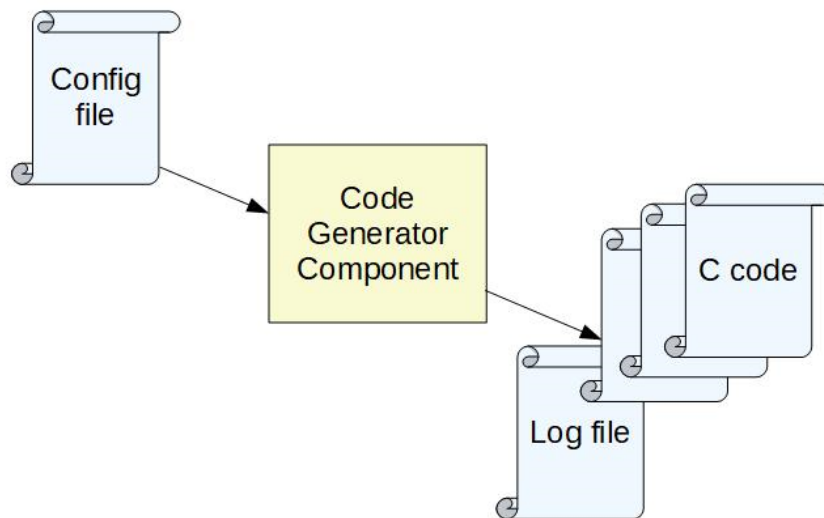 Config
file
Code
Generator
Component
C code
Log file